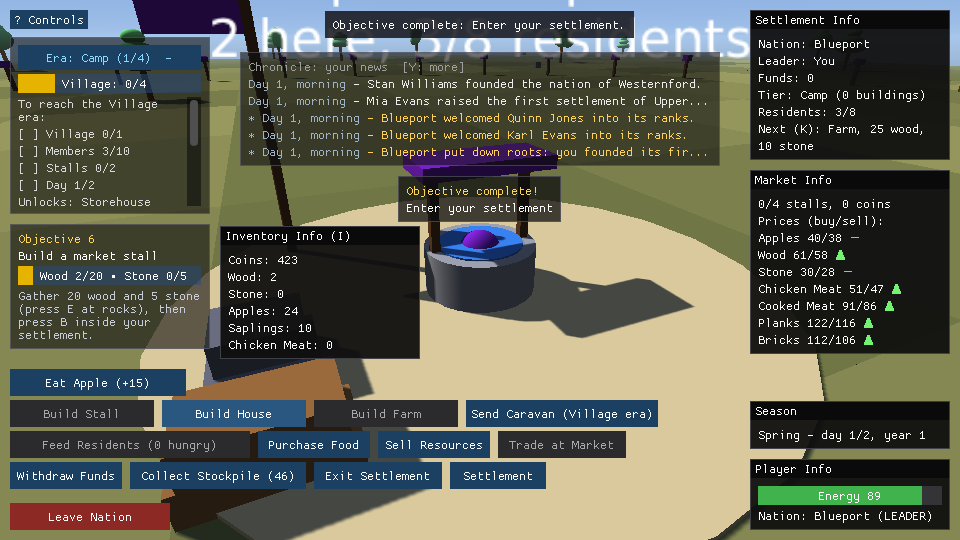 ? Controls
Objective complete: Enter your settlement.
2 here, 3/8 residents
Era: Camp (1/4) –
Village: 0/4
To reach the Village
era:
[ ] Village 0/1
[ ] Members 3/10
[ ] Stalls 0/2
[ ] Day 1/2
Unlocks: Storehouse
Chronicle: your news [Y: more]
Day 1, morning – Stan Williams founded the nation of Westernford.
Day 1, morning – Mia Evans raised the first settlement of Upper...
* Day 1, morning – Blueport welcomed Quinn Jones into its ranks.
* Day 1, morning – Blueport welcomed Karl Evans into its ranks.
* Day 1, morning – Blueport put down roots: you founded its fir...
Objective complete!
Enter your settlement
Settlement Info
Nation: Blueport
Leader: You
Funds: 0
Tier: Camp (0 buildings)
Residents: 3/8
Next (K): Farm, 25 wood,
10 stone
Market Info
0/4 stalls, 0 coins
Prices (buy/sell):
Apples 40/38 –
Wood 61/58
Stone 30/28 –
Chicken Meat 51/47
Cooked Meat 91/86
Planks 122/116
Bricks 112/106
Objective 6
Build a market stall
Wood 2/20 • Stone 0/5
Gather 20 wood and 5 stone
(press E at rocks), then
press B inside your
settlement.
Inventory Info (I)
Coins: 423
Wood: 2
Stone: 0
Apples: 24
Saplings: 10
Chicken Meat: 0
Eat Apple (+15)
Build Stall
Build House
Build Farm
Send Caravan (Village era)
Feed Residents (0 hungry)
Purchase Food
Sell Resources
Trade at Market
Withdraw Funds
Collect Stockpile (46)
Exit Settlement
Settlement
Leave Nation
Season
Spring – day 1/2, year 1
Player Info
Energy 89
Nation: Blueport (LEADER)